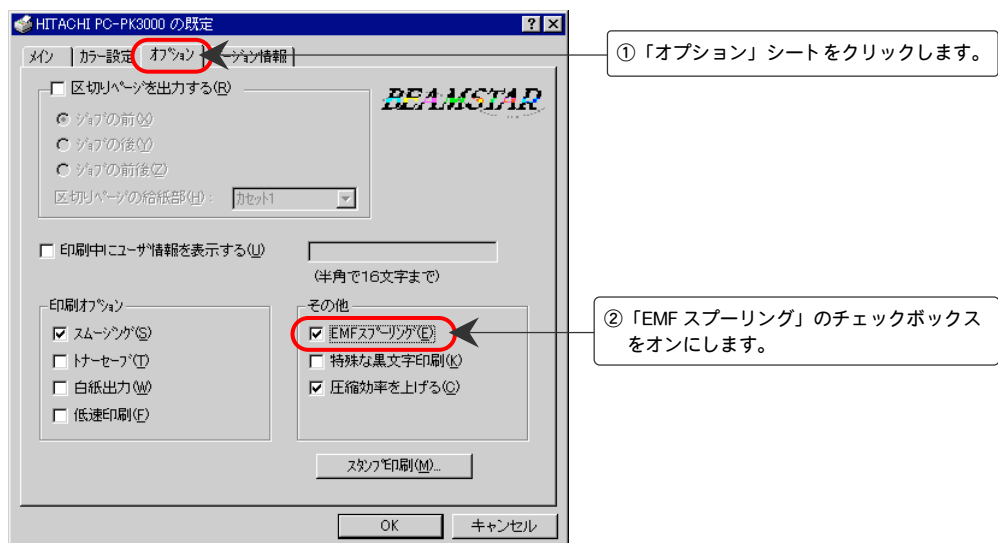 HITACHI PC-PK3000 の既定
メイン カラー設定 オプション ージョン情報
①「オプション」シートをクリックします。
区切りページを出力する(R)
BEAMSTAR
ジョブの前(X)
ジョブの後(Y)
ジョブの前後(Z)
区切りページの給紙部(H): カセット1
印刷中にユーザ情報を表示する(U)
(半角で16文字まで)
印刷オプション
その他
スムージング(S)
EMFスプーリング(E)
②「EMF スプーリング」のチェックボックス
をオンにします。
トナーセーブ(T)
特殊な黒文字印刷(K)
白紙出力(W)
圧縮効率を上げる(C)
低速印刷(F)
スタンプ印刷(M)...
OK キャンセル